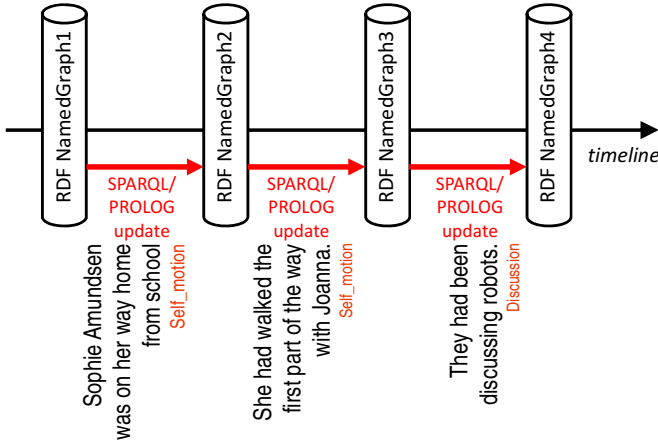 RDF NamedGraph1
RDF NamedGraph2
RDF NamedGraph3
RDF NamedGraph4
timeline
SPARQL/
PROLOG
update
SPARQL/
PROLOG
update
SPARQL/
PROLOG
update
Sophie Amundsen
was on her way home
from school
Self_motion
She had walked the
first part of the way
with Joanna.
Self_motion
They had been
discussing robots.
Discussion